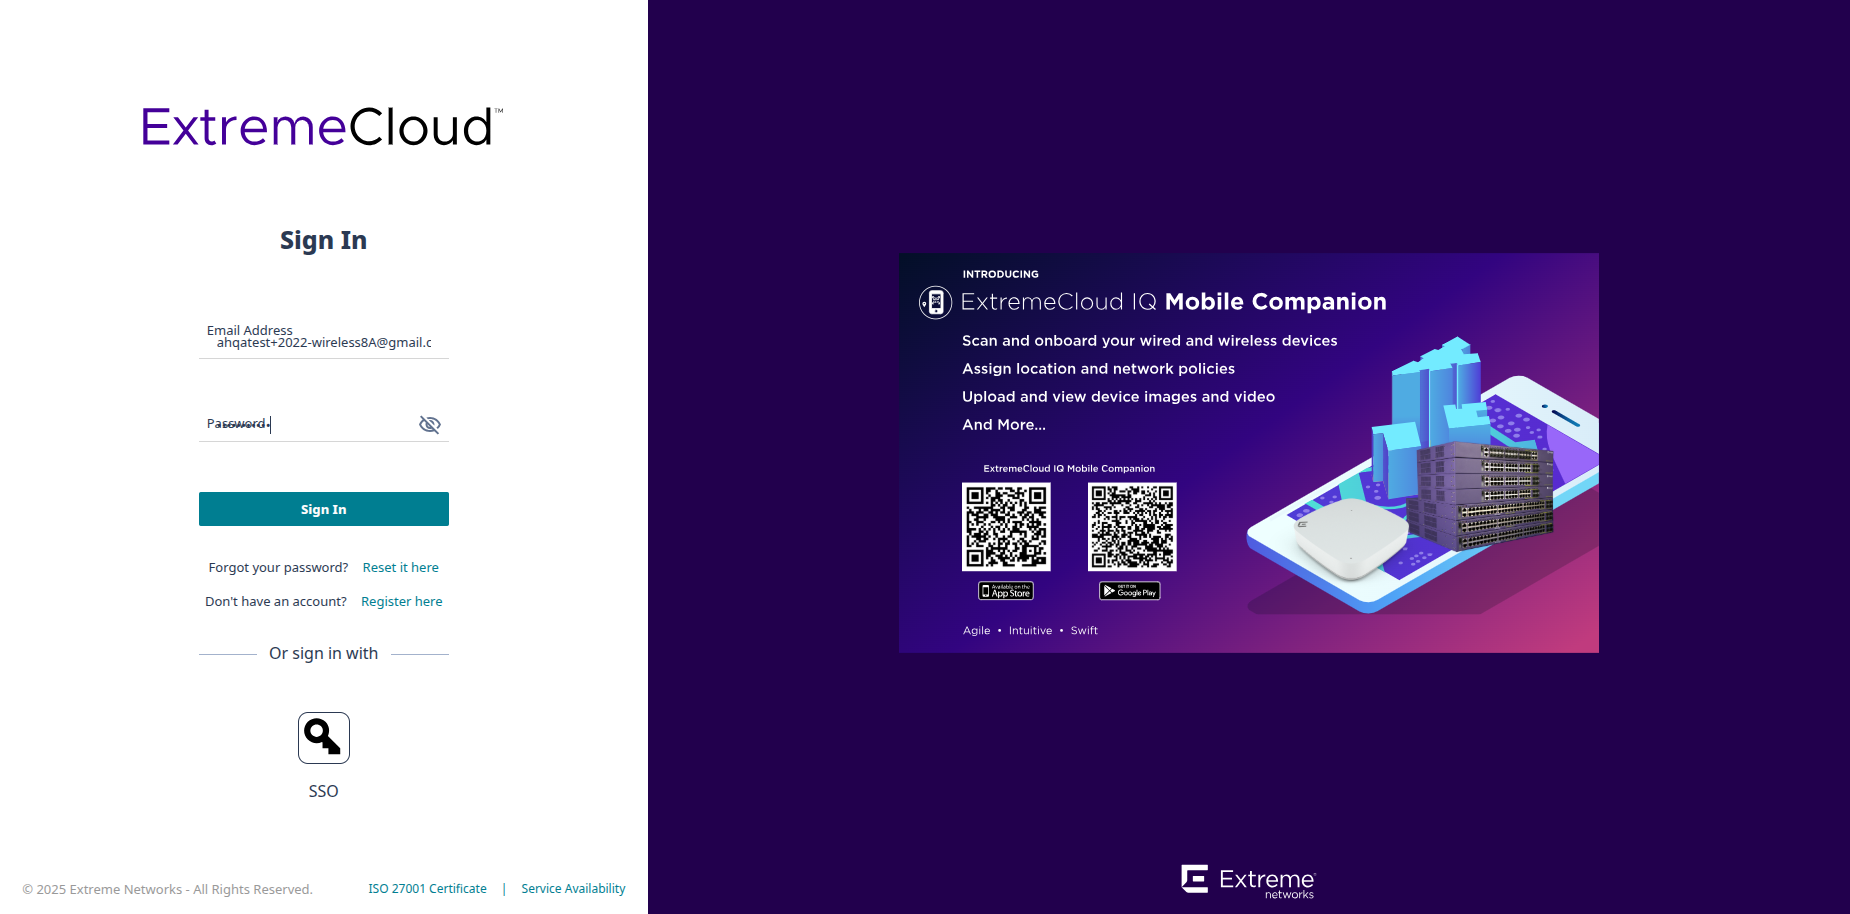 ExtremeCloud™
Sign In
Email Address
ahqatest+2022-wireless8A@gmail.c
Password
Sign In
Forgot your password? Reset it here
Don't have an account? Register here
Or sign in with
SSO
© 2025 Extreme Networks - All Rights Reserved. ISO 27001 Certificate | Service Availability
INTRODUCING
ExtremeCloud IQ Mobile Companion
Scan and onboard your wired and wireless devices
Assign location and network policies
Upload and view device images and video
And More...
ExtremeCloud IQ Mobile Companion
Available on the
App Store
GET IT ON
Google Play
Agile • Intuitive • Swift
Extreme
networks